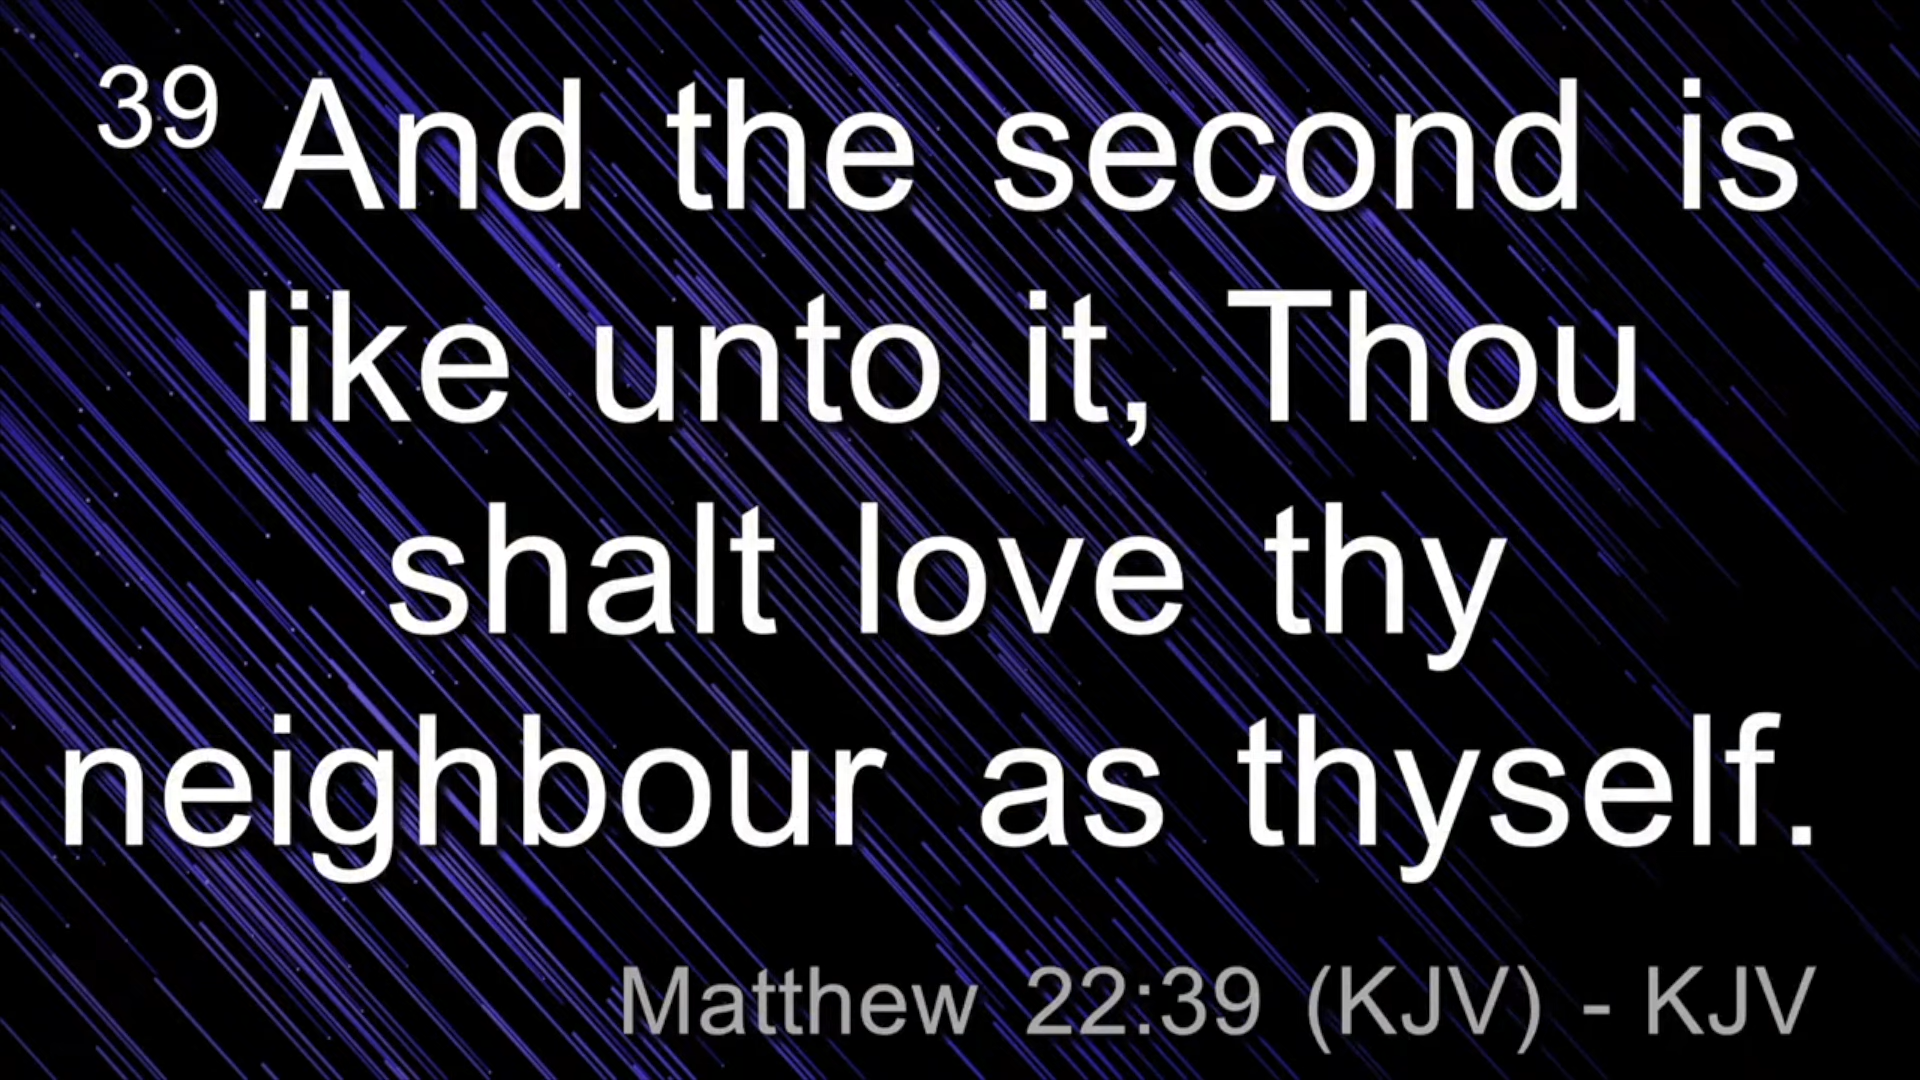 39 And the second is
like unto it, Thou
shalt love thy
neighbour as thyself.
Matthew 22:39 (KJV) - KJV